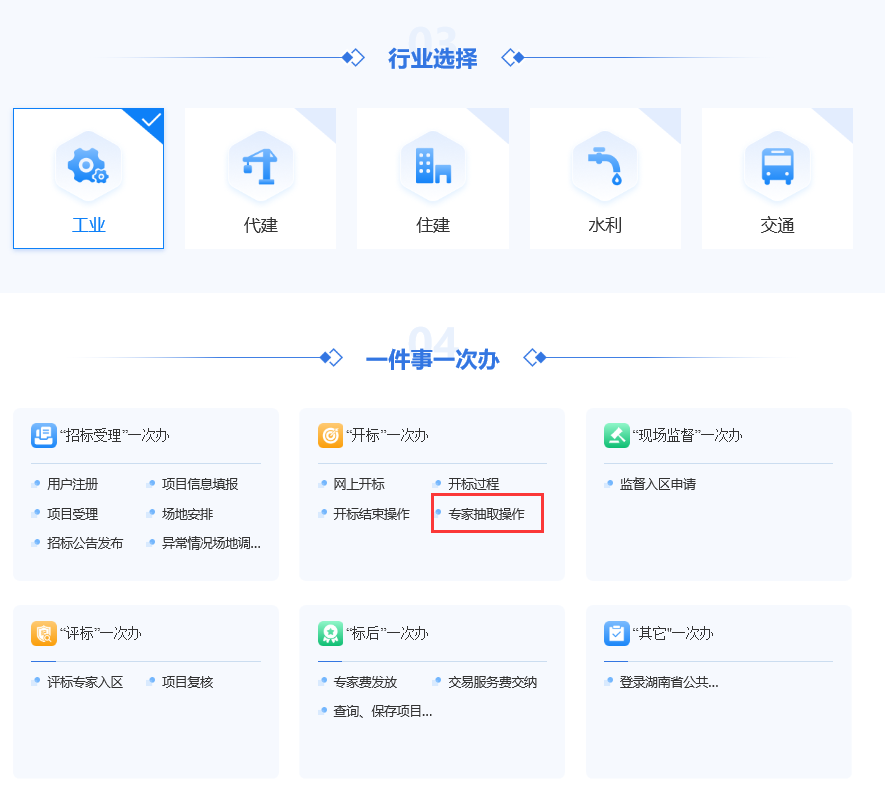 03
行业选择
工业
代建
住建
水利
交通
04
一件事一次办
“招标受理”一次办
用户注册
项目信息填报
项目受理
场地安排
招标公告发布
异常情况场地调...
“开标”一次办
网上开标
开标过程
开标结束操作
专家抽取操作
“现场监督”一次办
监督入区申请
“评标”一次办
评标专家入区
项目复核
“标后”一次办
专家费发放
交易服务费交纳
查询、保存项目...
“其它”一次办
登录湖南省公共...